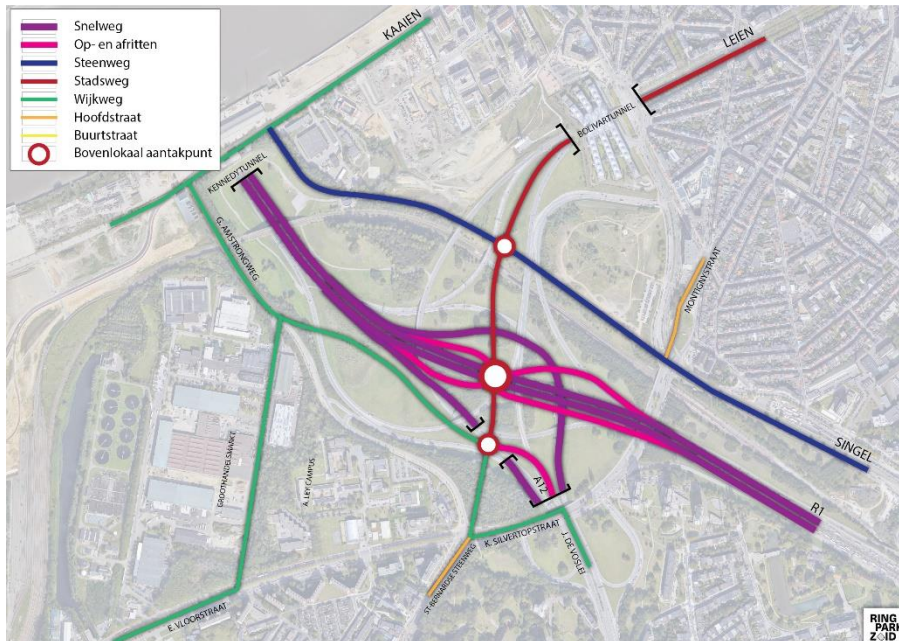 Snelweg
Op- en afritten
Steenweg
Stadsweg
Wijkweg
Hoofdstraat
Buurtstraat
Bovenlokaal aantakpunt
KAAIEN
LEIEN
BOLIVARTUNNEL
KENNEDYTUNNEL
G. AMSTRONGWEG
MONTIGNYSTRAAT
GROOTHANDELSMARKT
A. LEY CAMPUS
A12
SINGEL
R1
K. SILVERTOPSTRAAT
J. DE VOSLEI
ST-BERNARDSE STEENWEG
E. VLOORSTRAAT
RING
PARK
ZUID